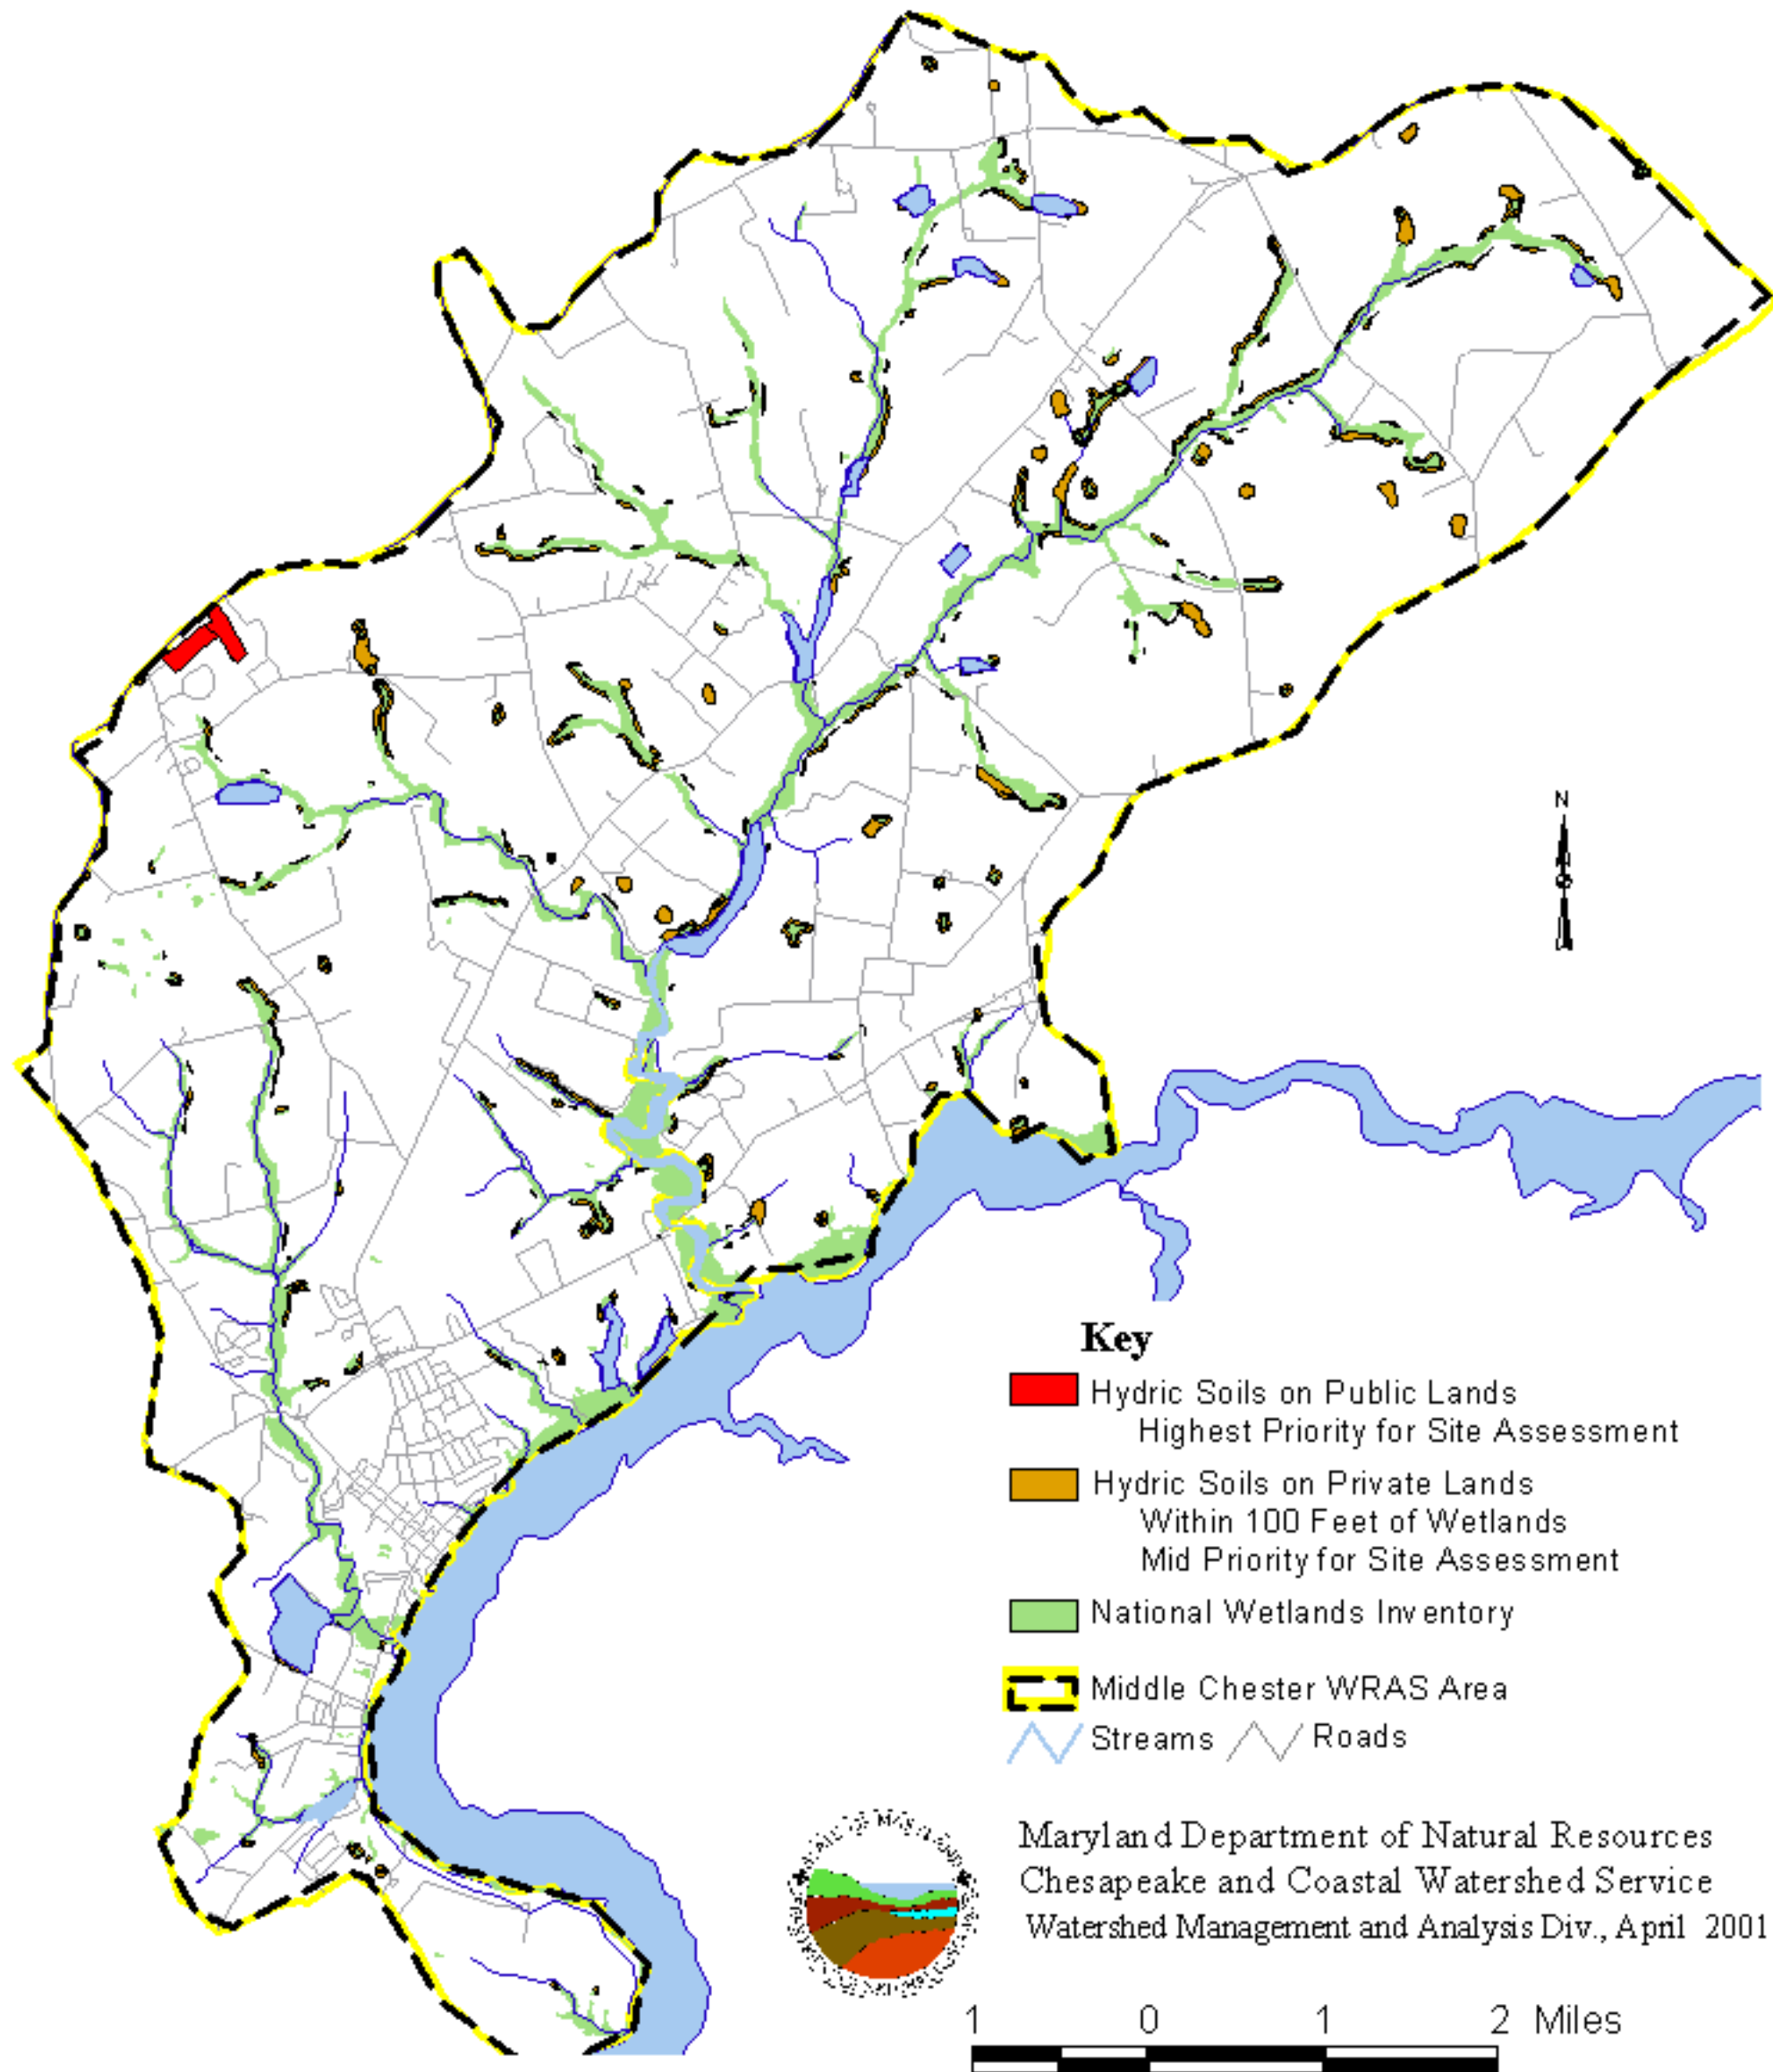 N
Key
Hydric Soils on Public Lands
Highest Priority for Site Assessment
Hydric Soils on Private Lands
Within 100 Feet of Wetlands
Mid Priority for Site Assessment
National Wetlands Inventory
Middle Chester WRAS Area
Streams Roads
Maryland Department of Natural Resources
Chesapeake and Coastal Watershed Service
Watershed Management and Analysis Div., April 2001
1 0 1 2 Miles